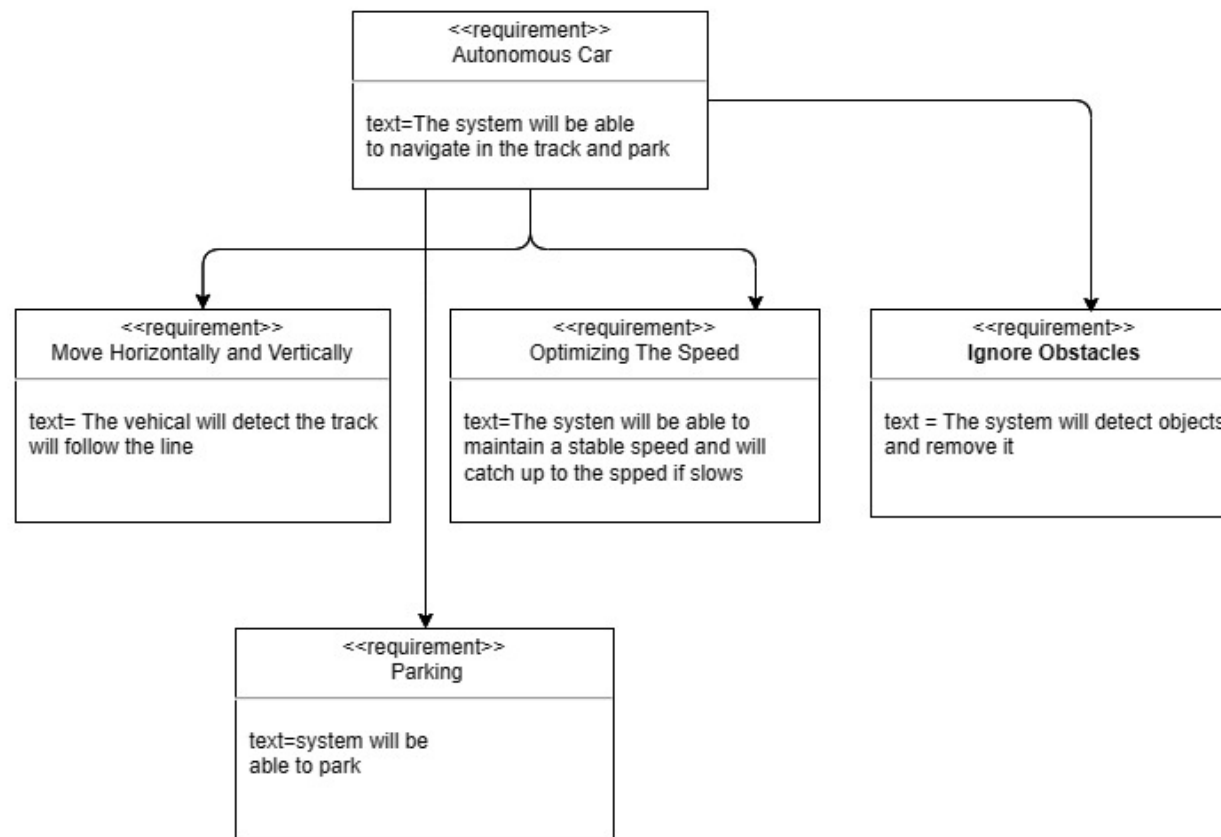 <<requirement>>
Autonomous Car
text=The system will be able
to navigate in the track and park
<<requirement>>
Move Horizontally and Vertically
text= The vehical will detect the track
will follow the line
<<requirement>>
Optimizing The Speed
text=The systen will be able to
maintain a stable speed and will
catch up to the spped if slows
<<requirement>>
Ignore Obstacles
text = The system will detect objects
and remove it
<<requirement>>
Parking
text=system will be
able to park